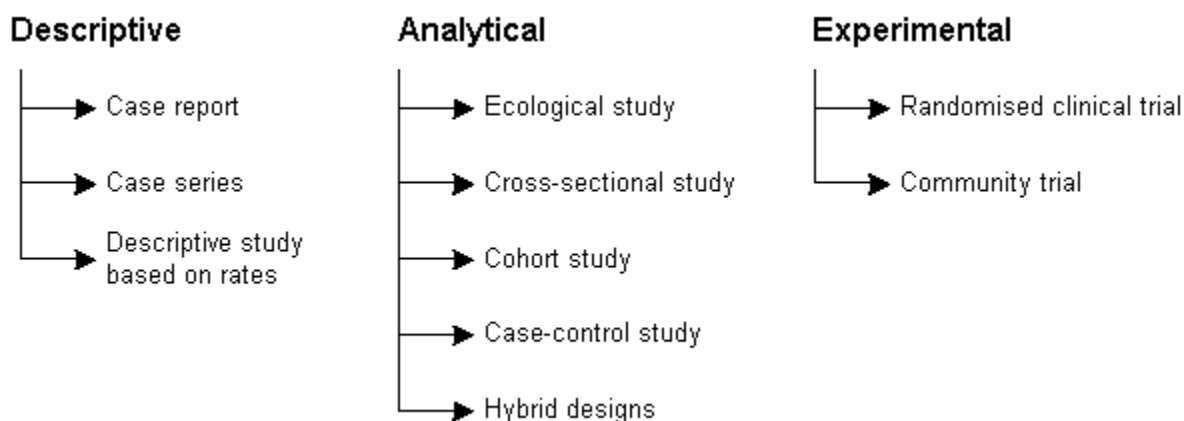 Descriptive
Case report
Case series
Descriptive study
based on rates
Analytical
Ecological study
Cross-sectional study
Cohort study
Case-control study
Hybrid designs
Experimental
Randomised clinical trial
Community trial